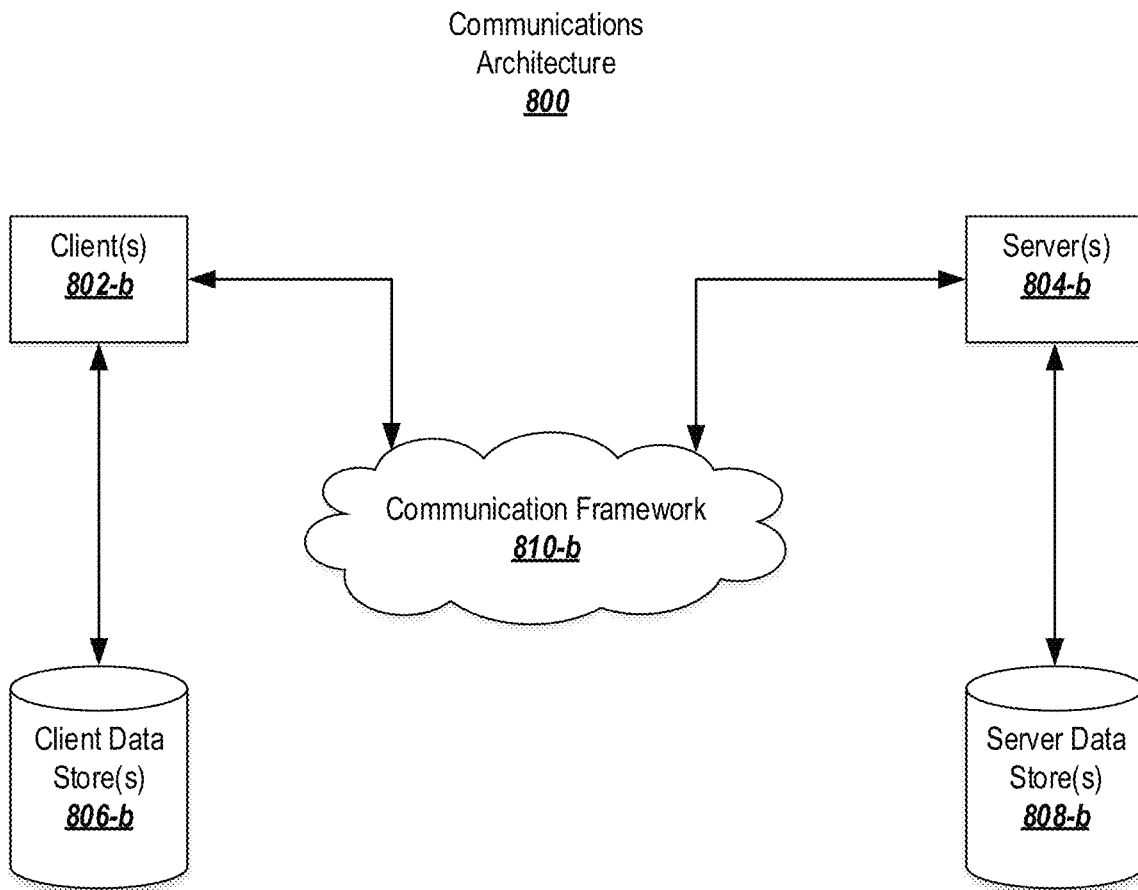 Communications
Architecture
800
Client(s)
802-b
Server(s)
804-b
Communication Framework
810-b
Client Data
Store(s)
806-b
Server Data
Store(s)
808-b